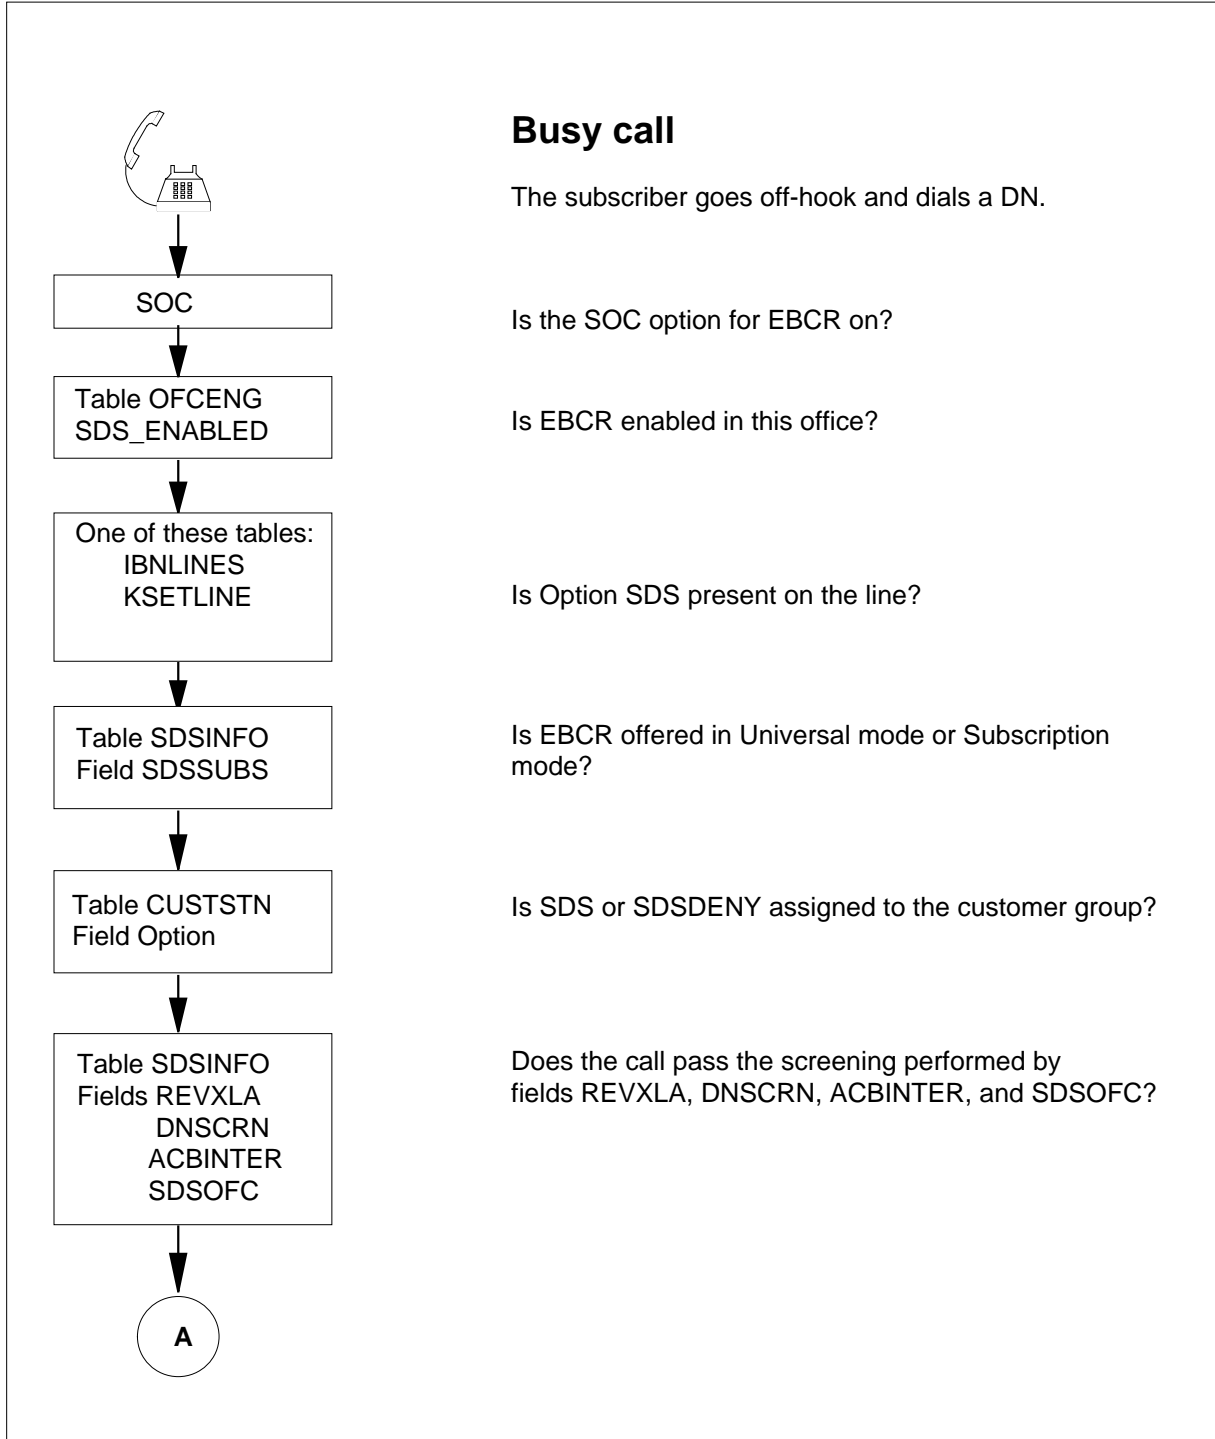 Busy call
The subscriber goes off-hook and dials a DN.
SOC
Is the SOC option for EBCR on?
Table OFCENG
SDS_ENABLED
Is EBCR enabled in this office?
One of these tables:
IBNLINES
KSETLINE
Is Option SDS present on the line?
Table SDSINFO
Field SDSSUBS
Is EBCR offered in Universal mode or Subscription
mode?
Table CUSTSTN
Field Option
Is SDS or SDSDENY assigned to the customer group?
Table SDSINFO
Fields REVXLA
DNSCRN
ACBINTER
SDSOFC
Does the call pass the screening performed by
fields REVXLA, DNSCRN, ACBINTER, and SDSOFC?
A